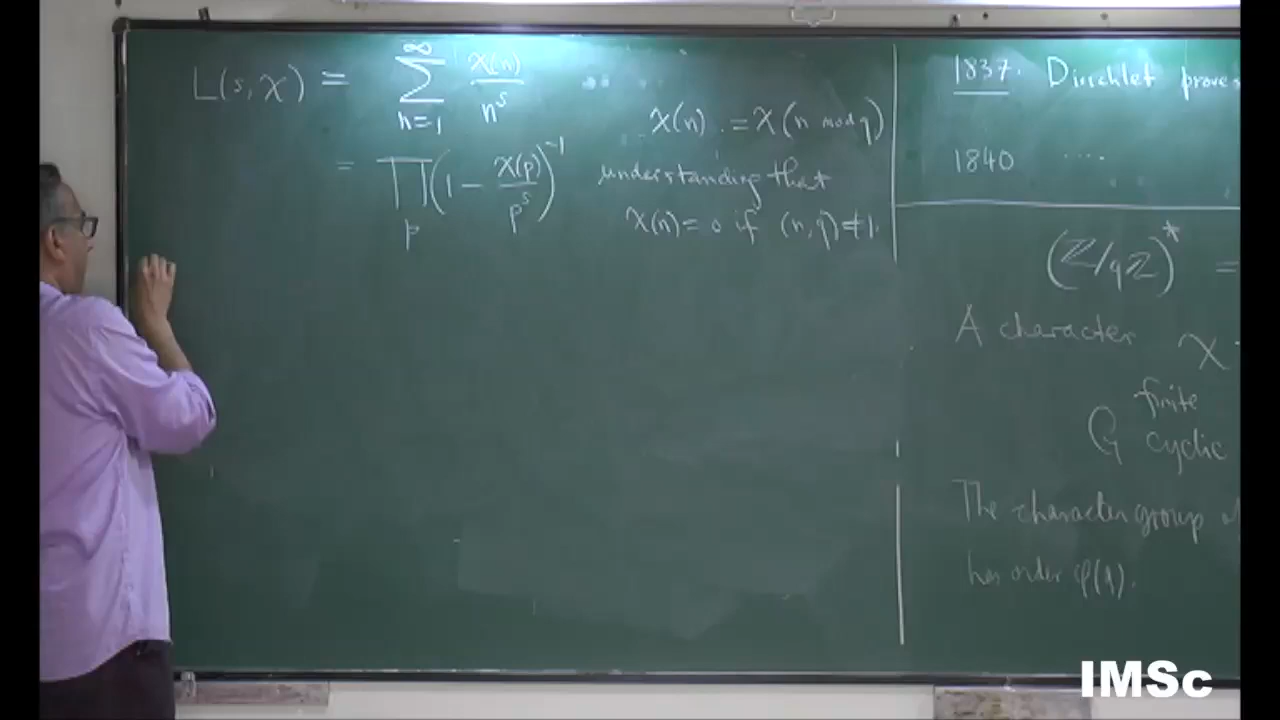 L(s, χ) = ∑_{n=1}^{∞} χ(n)/n^s
= ∏_p (1 − χ(p)/p^s)^{−1}
χ(n) = χ(n mod q)
understanding that
χ(n) = 0 if (n, q) ≠ 1.
1837. Dirichlet proves
1840 ....
(ℤ/qℤ)* =
A character χ
finite
G cyclic
The character group
has order φ(q).
IMSc